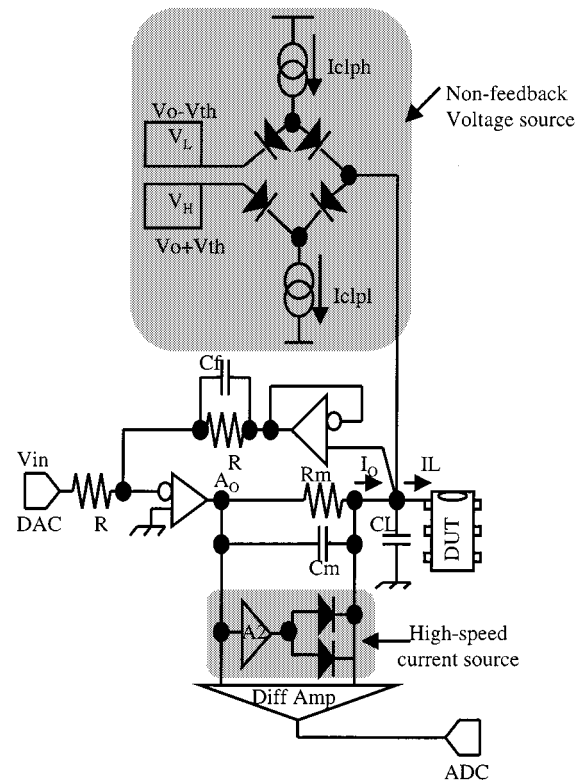 Iclph
Non-feedback
Voltage source
Vo-Vth
VL
VH
Vo+Vth
Iclpl
Cf
R
Vin
DAC
R
Ao
Rm
Io
IL
CL
DUT
Cm
A2
High-speed
current source
Diff Amp
ADC